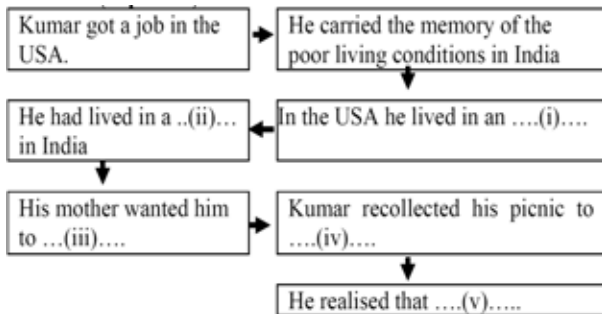 Kumar got a job in the
USA.
He carried the memory of the
poor living conditions in India
In the USA he lived in an ….(i)….
He had lived in a ..(ii)…
in India
His mother wanted him
to …(iii)….
Kumar recollected his picnic to
….(iv)….
He realised that ….(v)…..